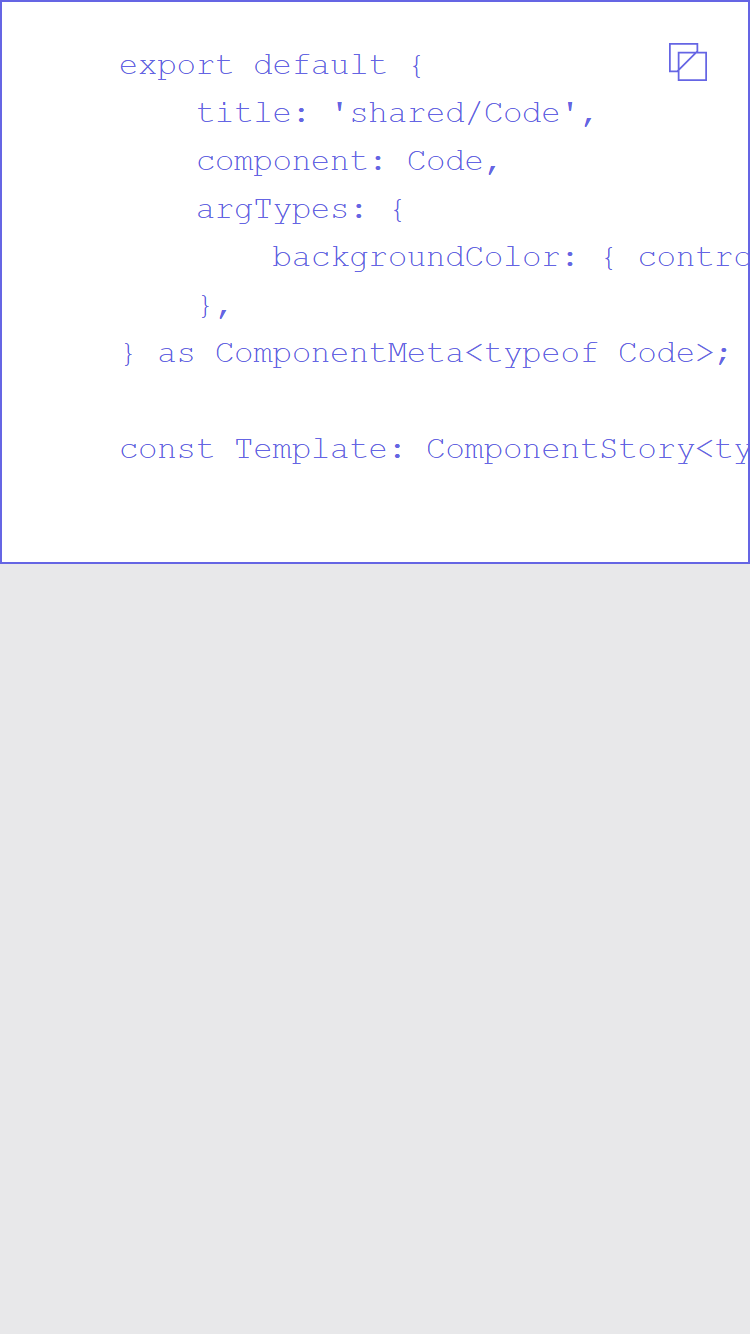 export default {
    title: 'shared/Code',
    component: Code,
    argTypes: {
        backgroundColor: { contro
    },
} as ComponentMeta<typeof Code>;

const Template: ComponentStory<ty